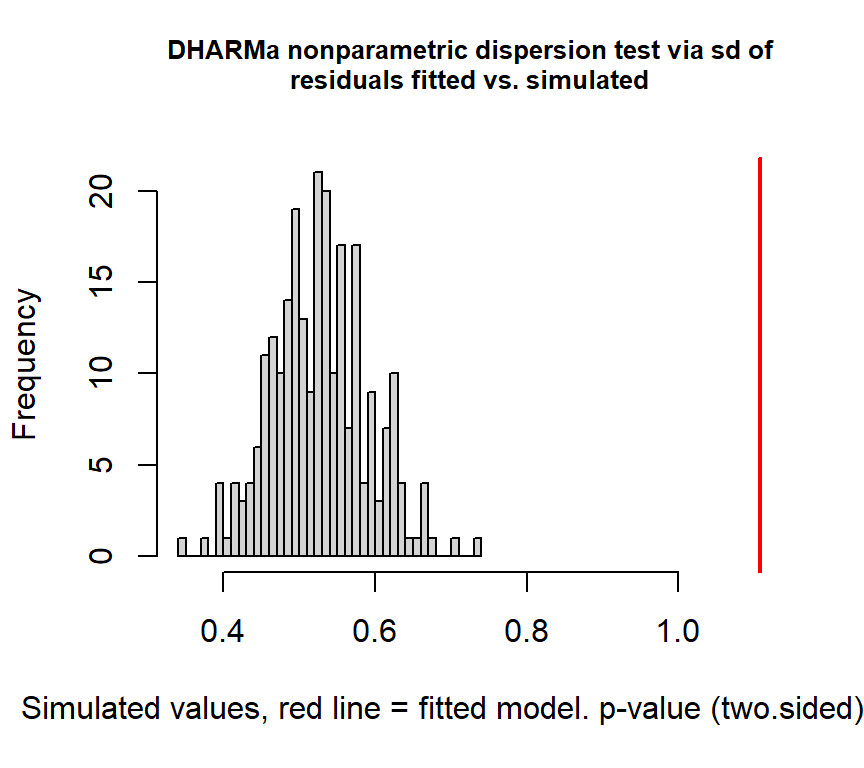 DHARMa nonparametric dispersion test via sd of
residuals fitted vs. simulated
Frequency
20
15
10
5
0
0.4 0.6 0.8 1.0
Simulated values, red line = fitted model. p-value (two.sided)